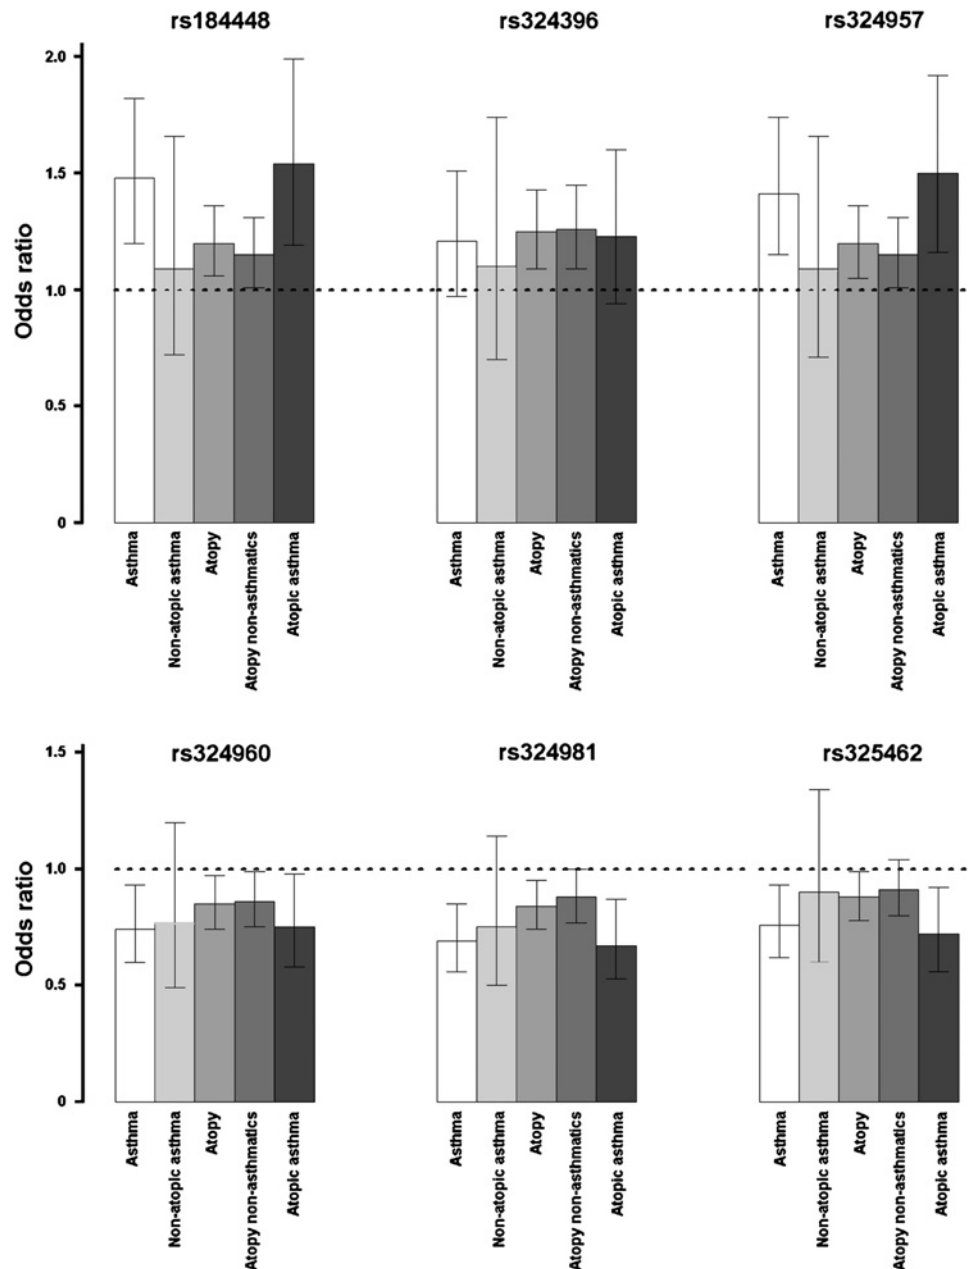 rs184448 rs324396 rs324957
2.0
1.5
1.0
0.5
0
Odds ratio
Asthma
Non-atopic asthma
Atopy
Atopy non-asthmatics
Atopic asthma
Asthma
Non-atopic asthma
Atopy
Atopy non-asthmatics
Atopic asthma
Asthma
Non-atopic asthma
Atopy
Atopy non-asthmatics
Atopic asthma
rs324960 rs324981 rs325462
1.5
1.0
0.5
0
Odds ratio
Asthma
Non-atopic asthma
Atopy
Atopy non-asthmatics
Atopic asthma
Asthma
Non-atopic asthma
Atopy
Atopy non-asthmatics
Atopic asthma
Asthma
Non-atopic asthma
Atopy
Atopy non-asthmatics
Atopic asthma